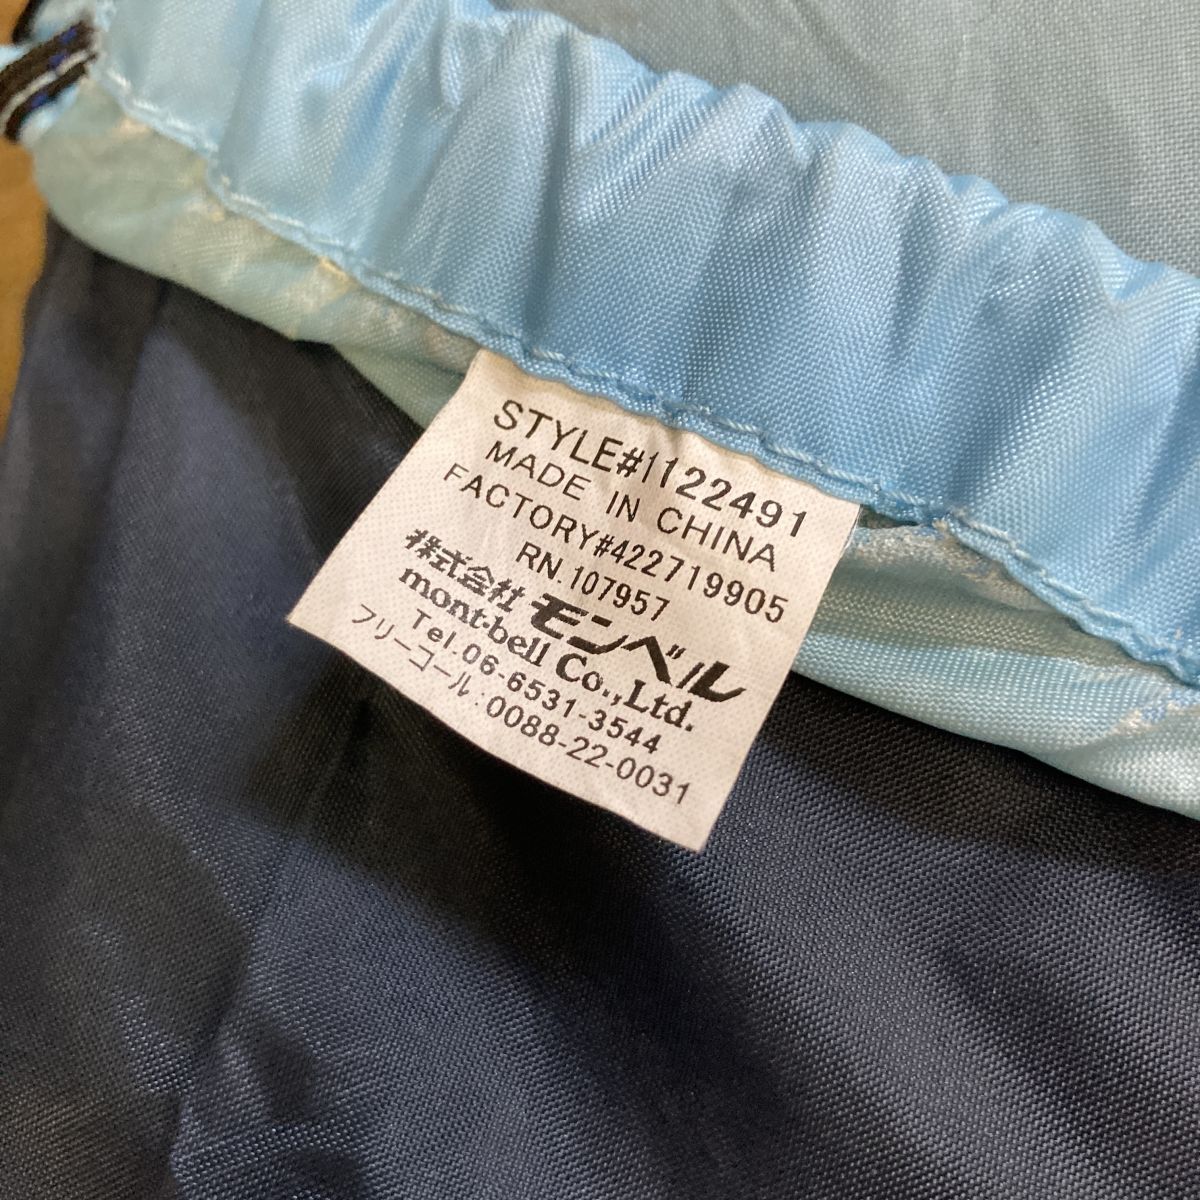 STYLE#1122491
MADE IN CHINA
FACTORY#422719905
RN.107957
株式会社 モンベル
mont-bell Co.,Ltd.
Tel.06-6531-3544
フリーコール:0088-22-0031